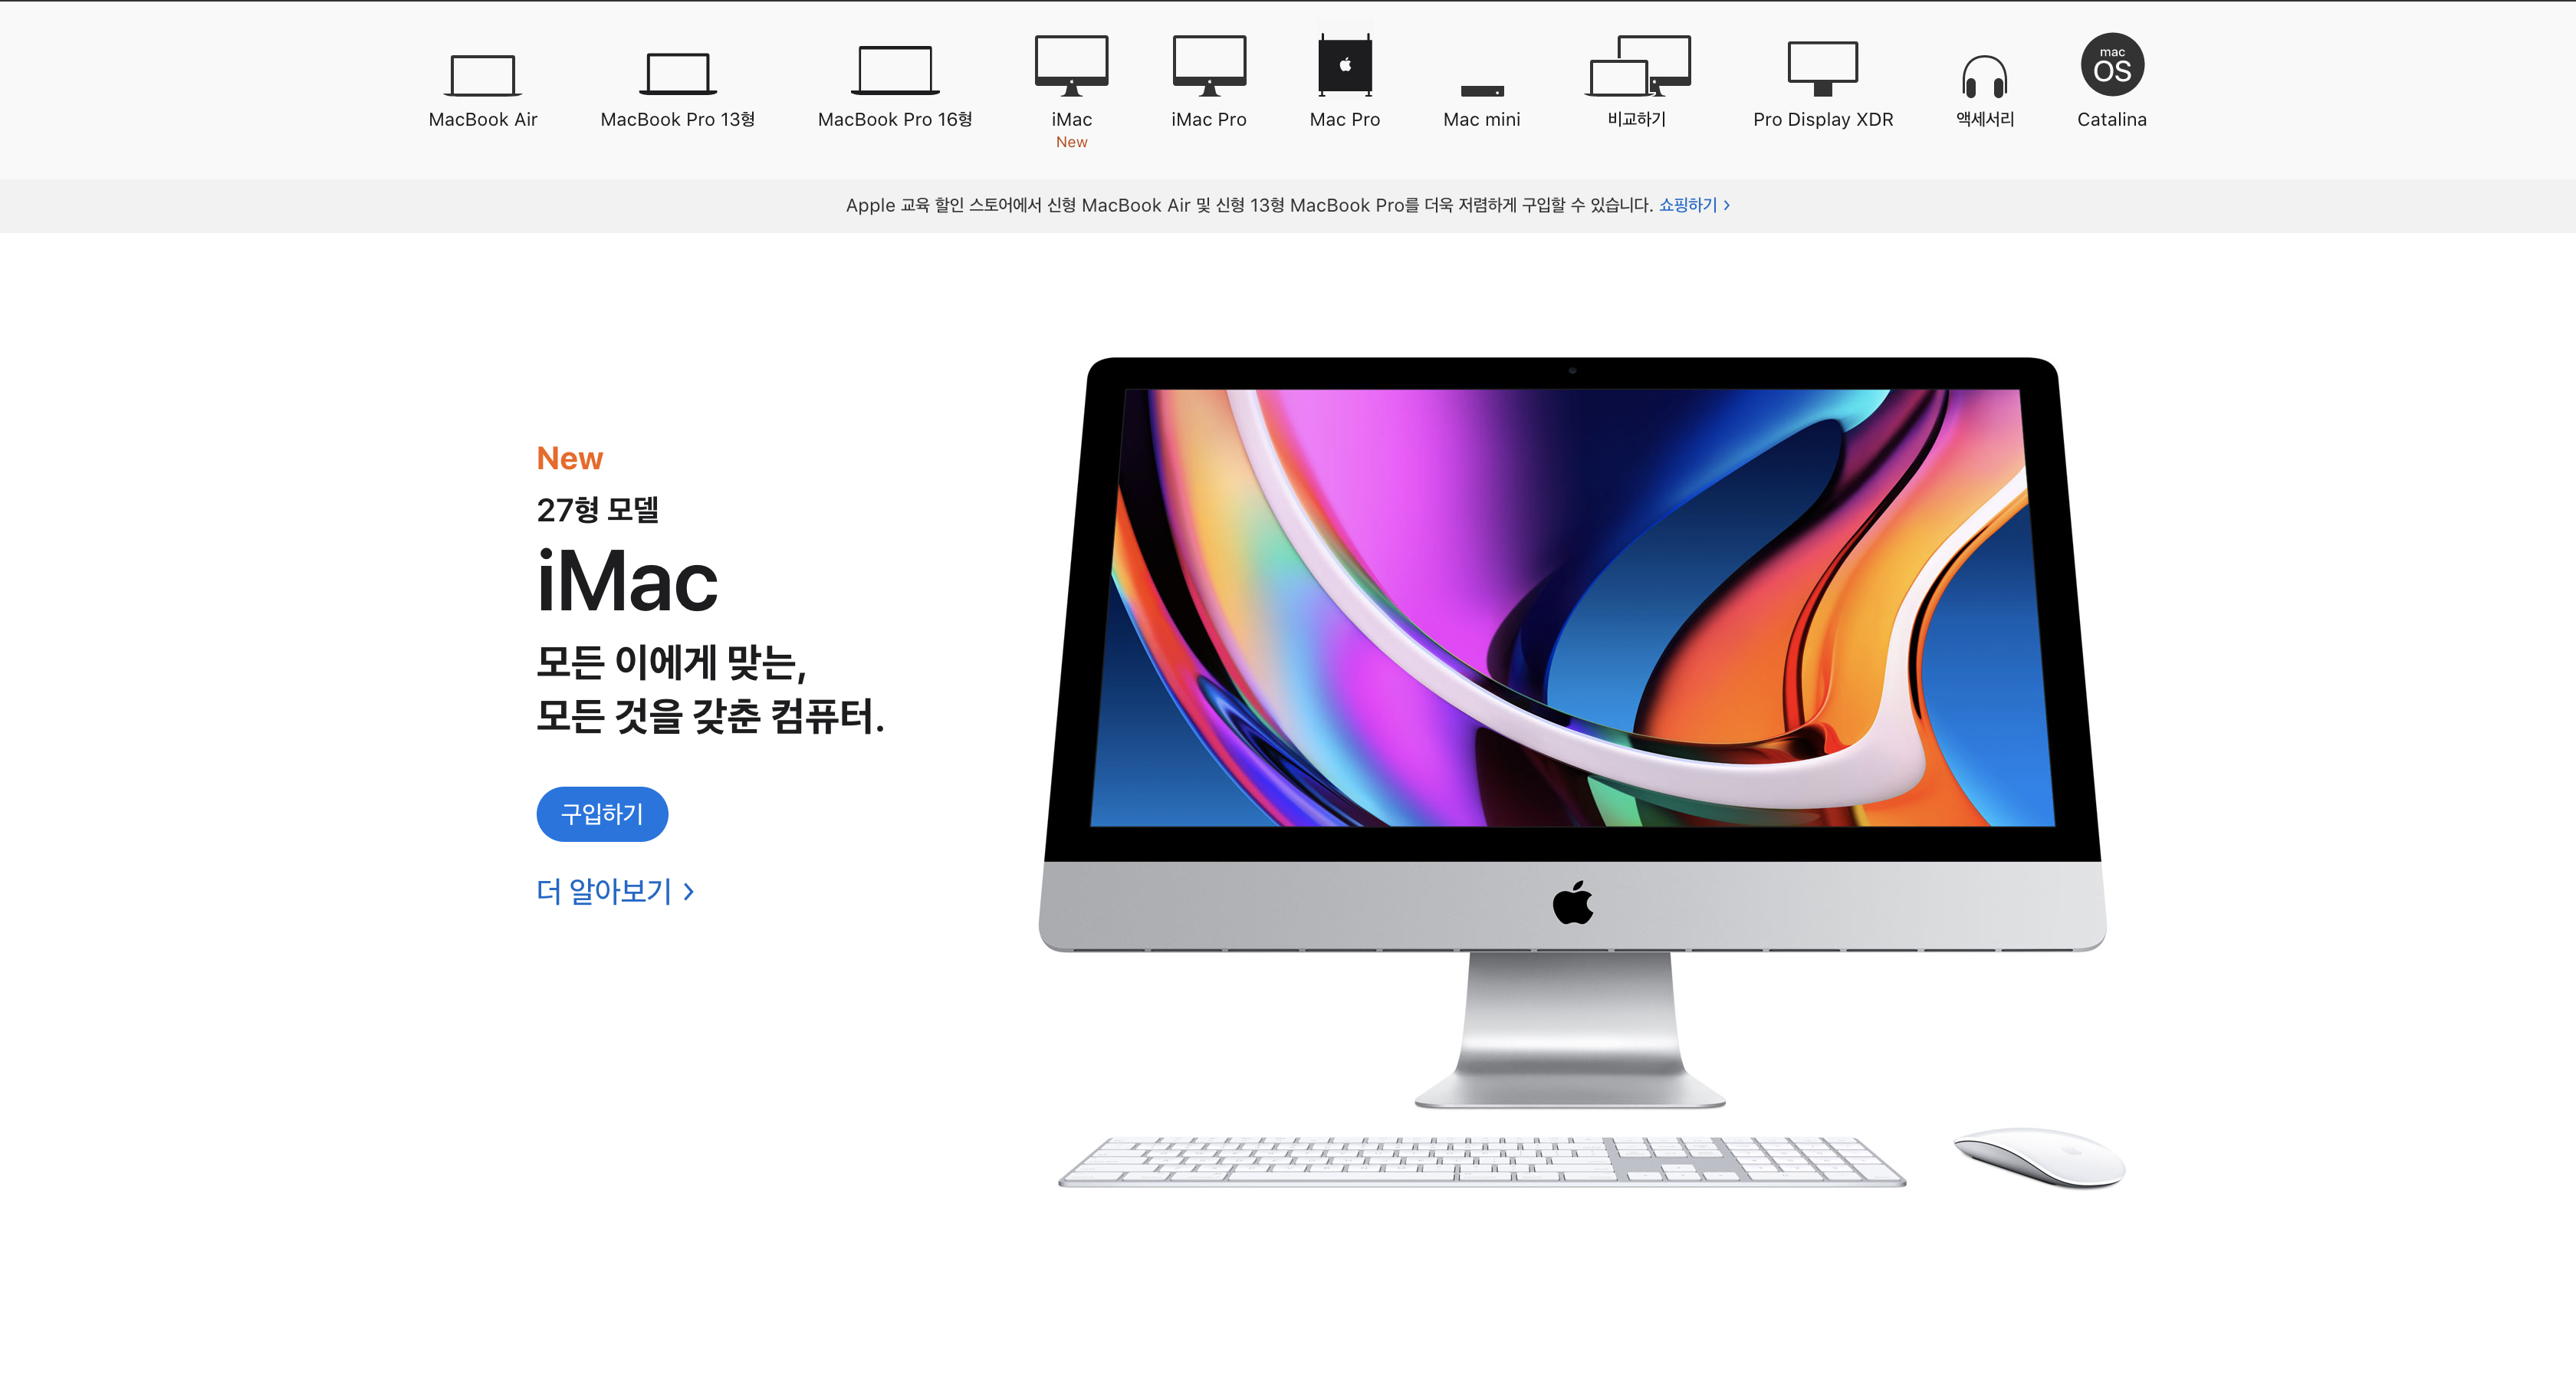 MacBook Air
MacBook Pro 13형
MacBook Pro 16형
iMac
New
iMac Pro
Mac Pro
Mac mini
비교하기
Pro Display XDR
액세서리
mac
OS
Catalina
Apple 교육 할인 스토어에서 신형 MacBook Air 및 신형 13형 MacBook Pro를 더욱 저렴하게 구입할 수 있습니다. 쇼핑하기 >
New
27형 모델
iMac
모든 이에게 맞는,
모든 것을 갖춘 컴퓨터.
구입하기
더 알아보기 >